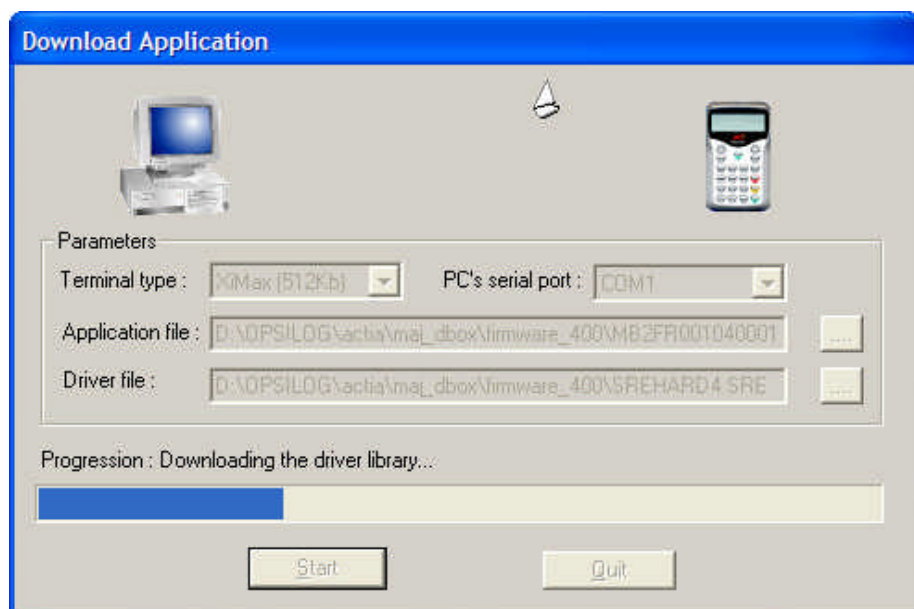 Download Application
Parameters
Terminal type : XiMax (512Kb) PC's serial port : COM1
Application file : D:\OPSILOG\actia\maj_dbox\firmware_400\MB2FR001040001 ....
Driver file : D:\OPSILOG\actia\maj_dbox\firmware_400\SREHARD4.SRE ....
Progression : Downloading the driver library...
Start Quit